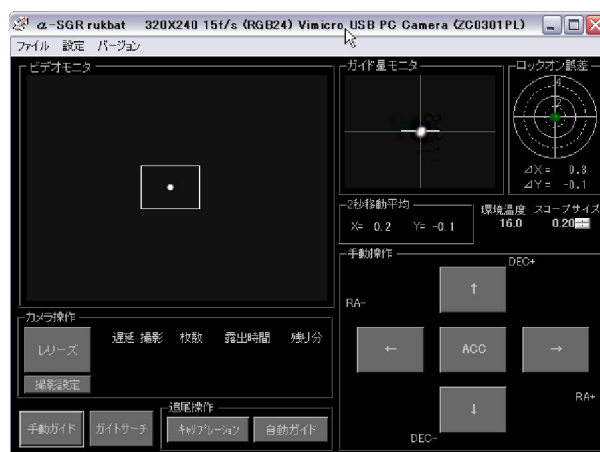 α-SGR rukbat 320X240 15f/s (RGB24) Vimicro USB PC Camera (ZC0301PL)
ファイル 設定 バージョン
ビデオモニタ
ガイド星モニタ
ロックオン誤差
4
2
⊿X= 0.3
⊿Y= -0.1
2秒移動平均
X= 0.2 Y= -0.1
環境温度 スコープサイズ
16.0 0.20
手動操作
DEC+
RA-
↑
← ACC →
↓
RA+
DEC-
カメラ操作
レリーズ
遅延 撮影 枚数 露出時間 残り分
撮影設定
追尾操作
手動ガイド ガイドサーチ キャリブレーション 自動ガイド